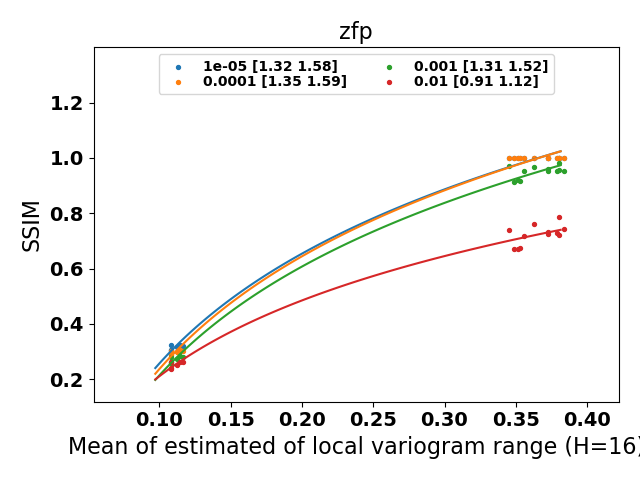 zfp
1e-05 [1.32 1.58]
0.0001 [1.35 1.59]
0.001 [1.31 1.52]
0.01 [0.91 1.12]
SSIM
1.2
1.0
0.8
0.6
0.4
0.2
0.10 0.15 0.20 0.25 0.30 0.35 0.40
Mean of estimated of local variogram range (H=16)